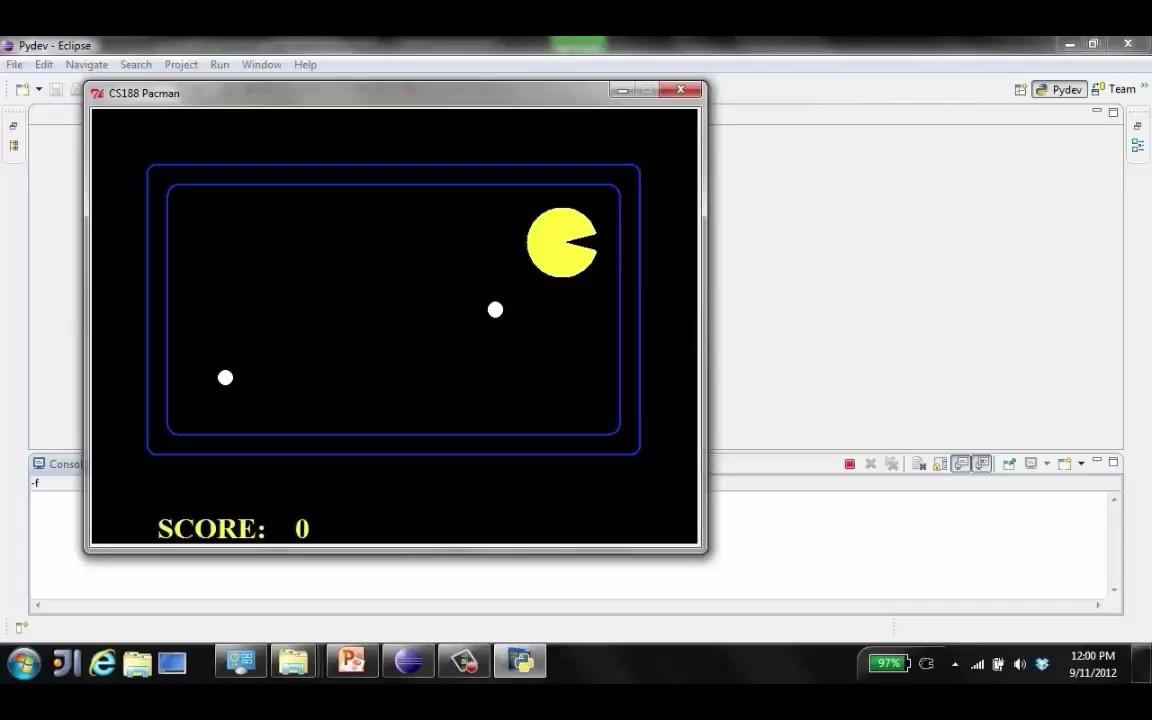 Pydev - Eclipse
File Edit Navigate Search Project Run Window Help
CS188 Pacman
Pydev
Team
SCORE: 0
Consol
-f
97%
12:00 PM
9/11/2012